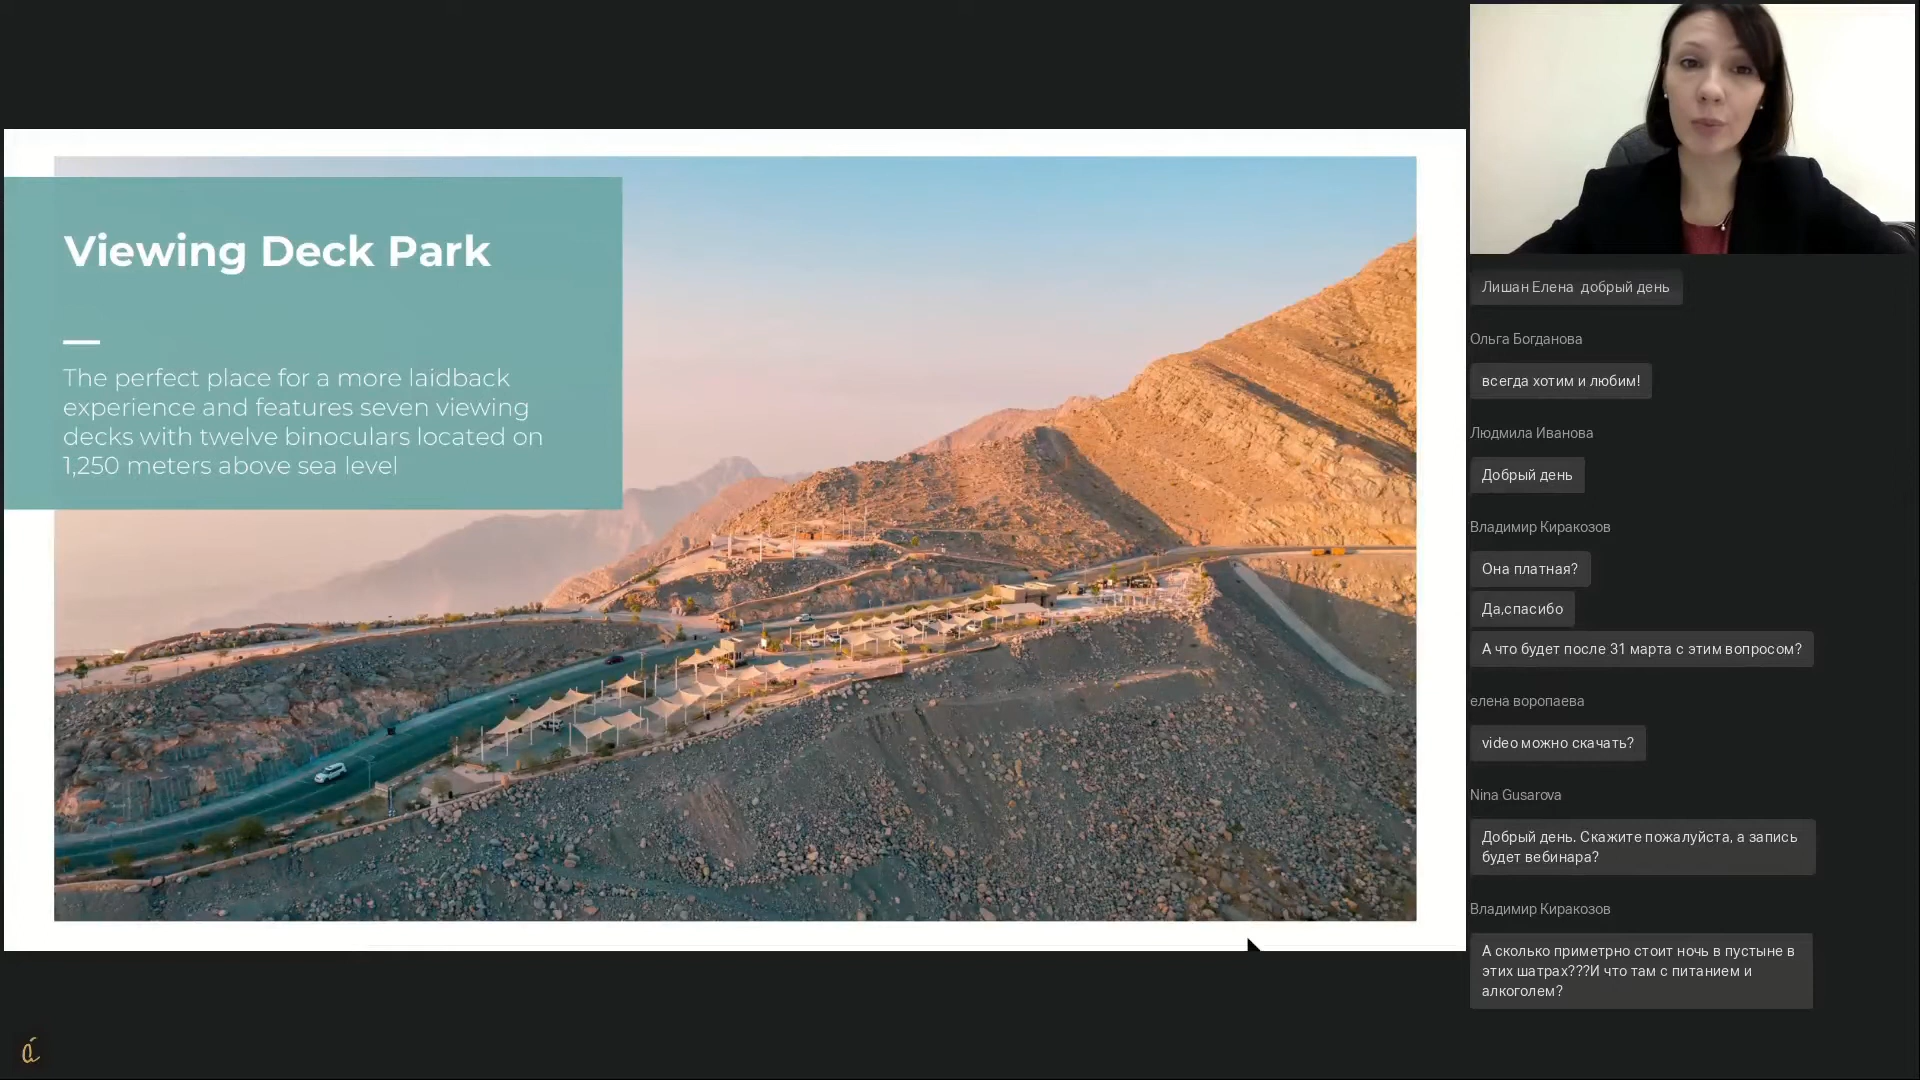 Viewing Deck Park
The perfect place for a more laidback
experience and features seven viewing
decks with twelve binoculars located on
1,250 meters above sea level
Лишан Елена добрый день
Ольга Богданова
всегда хотим и любим!
Людмила Иванова
Добрый день
Владимир Киракозов
Она платная?
Да,спасибо
А что будет после 31 марта с этим вопросом?
елена воропаева
video можно скачать?
Nina Gusarova
Добрый день. Скажите пожалуйста, а запись
будет вебинара?
Владимир Киракозов
А сколько приметрно стоит ночь в пустыне в
этих шатрах???И что там с питанием и
алкоголем?
á